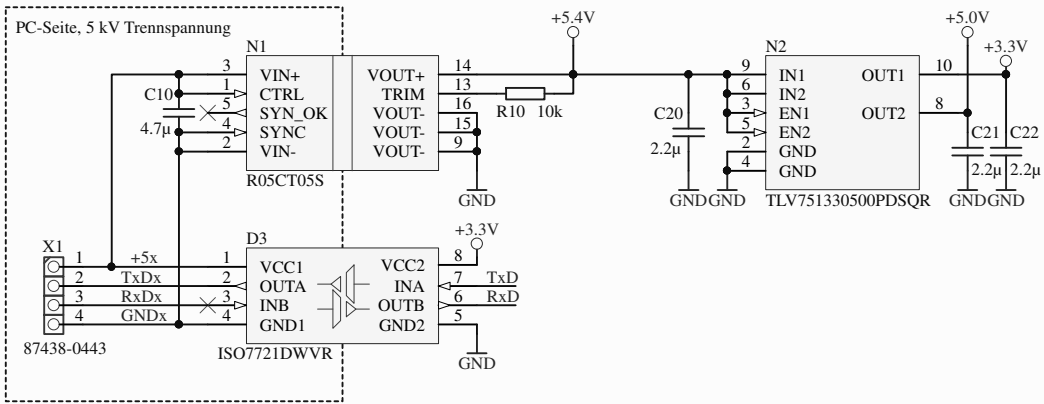 PC-Seite, 5 kV Trennspannung
+5.4V
+5.0V
+3.3V
N1
3 VIN+ VOUT+ 14
1 CTRL TRIM 13
5 SYN_OK VOUT- 16
4 SYNC VOUT- 15
2 VIN- VOUT- 9
R05CT05S
C10
4.7µ
R10 10k
GND
C20
2.2µ
GND
GND
N2
9 IN1 OUT1 10
6 IN2 OUT2 8
3 EN1
5 EN2
2 GND
4 GND
TLV751330500PDSQR
C21
2.2µ
GND
C22
2.2µ
GND
X1
1 +5x
2 TxDx
3 RxDx
4 GNDx
87438-0443
D3
1 VCC1 VCC2 8
2 OUTA INA 7 TxD
3 INB OUTB 6 RxD
4 GND1 GND2 5
ISO7721DWVR
+3.3V
GND